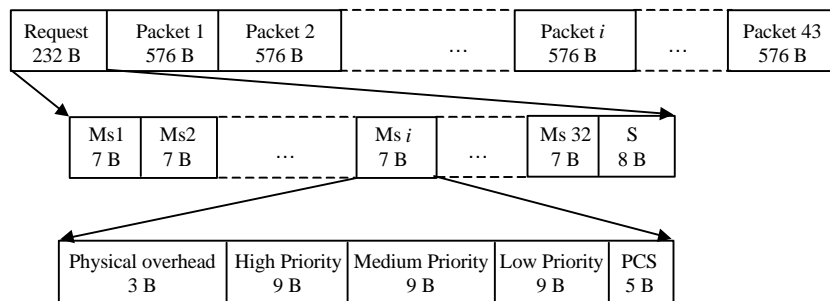 Request Packet 1 Packet 2 Packet i Packet 43
232 B 576 B 576 B … 576 B … 576 B
Ms1 Ms2 Ms i Ms 32 S
7 B 7 B … 7 B … 7 B 8 B
Physical overhead High Priority Medium Priority Low Priority PCS
3 B 9 B 9 B 9 B 5 B